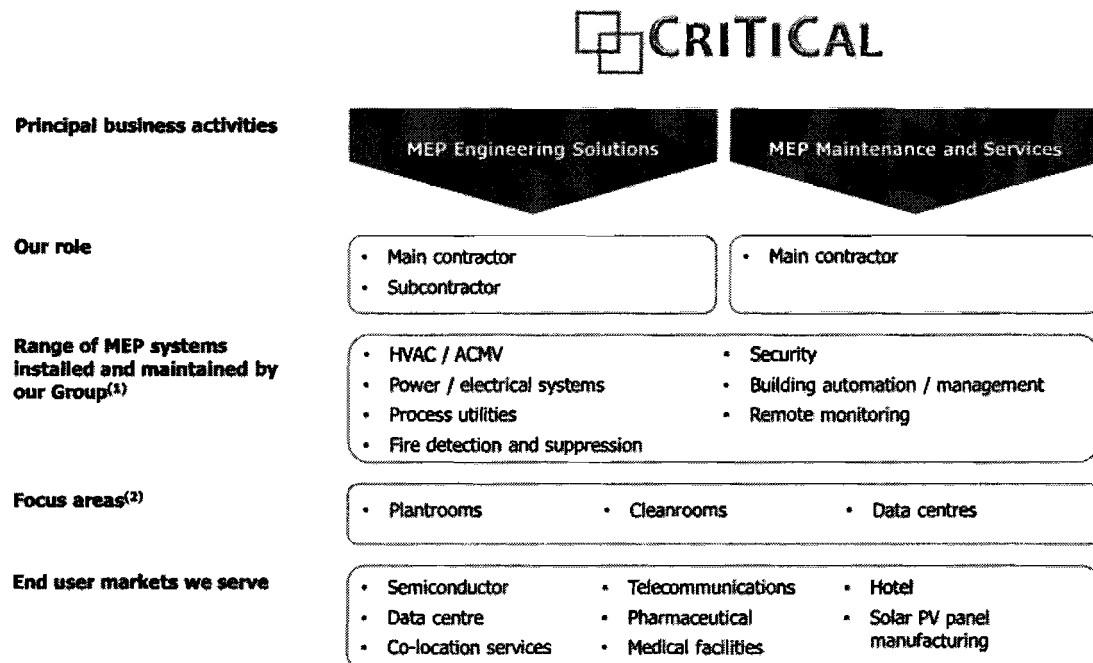 CRITICAL
Principal business activities
MEP Engineering Solutions
MEP Maintenance and Services
Our role
• Main contractor
• Subcontractor
• Main contractor
Range of MEP systems
installed and maintained by
our Group(1)
• HVAC / ACMV
• Power / electrical systems
• Process utilities
• Fire detection and suppression
• Security
• Building automation / management
• Remote monitoring
Focus areas(2)
• Plantrooms
• Cleanrooms
• Data centres
End user markets we serve
• Semiconductor
• Data centre
• Co-location services
• Telecommunications
• Pharmaceutical
• Medical facilities
• Hotel
• Solar PV panel
manufacturing